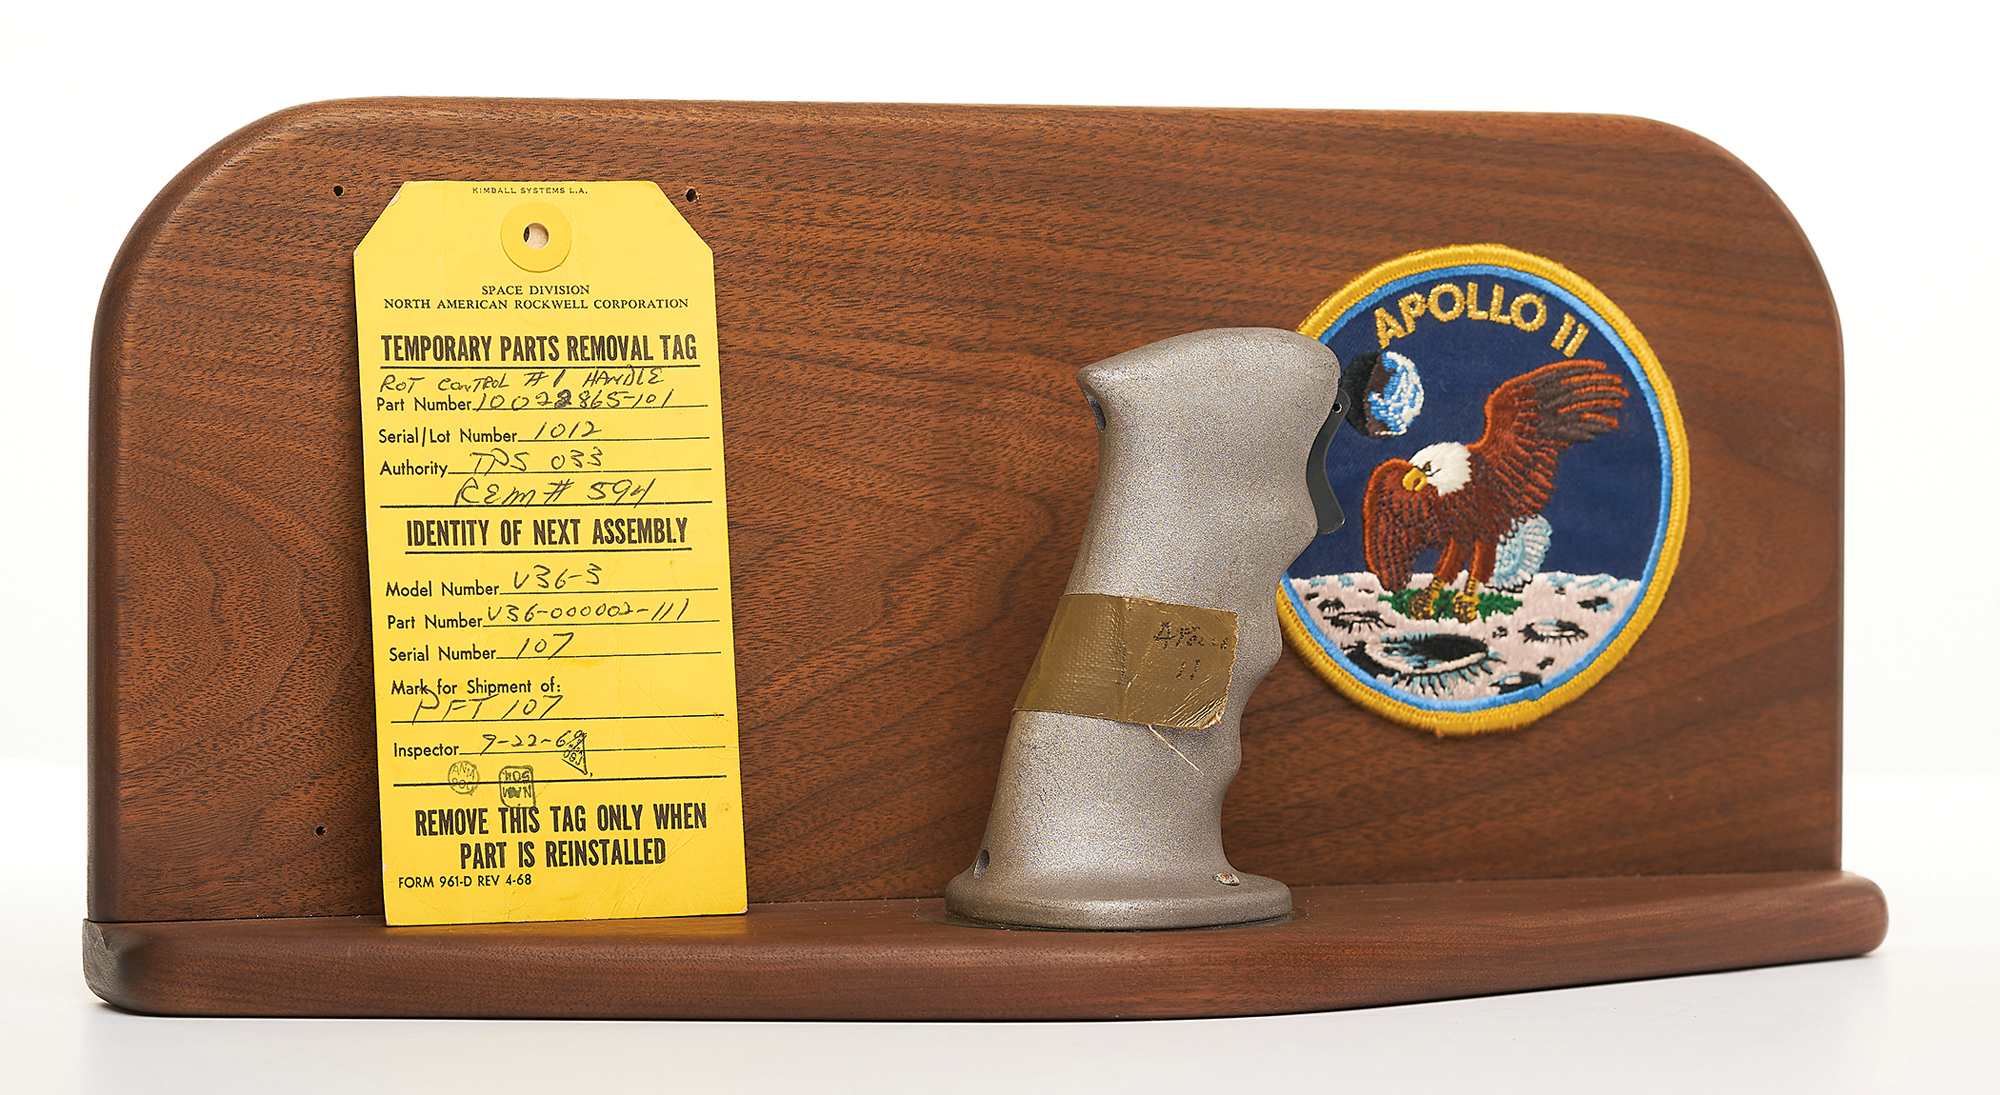 KIMBALL SYSTEMS L.A.
SPACE DIVISION
NORTH AMERICAN ROCKWELL CORPORATION
TEMPORARY PARTS REMOVAL TAG
ROT CONTROL #1 HANDLE
Part Number 10022865-101
Serial/Lot Number 1012
Authority TPS 033
REM # 594
IDENTITY OF NEXT ASSEMBLY
Model Number V36-3
Part Number V36-000002-111
Serial Number 107
Mark for Shipment of:
PFT 107
Inspector 9-22-69
REMOVE THIS TAG ONLY WHEN
PART IS REINSTALLED
FORM 961-D REV 4-68
Apollo
11
APOLLO 11